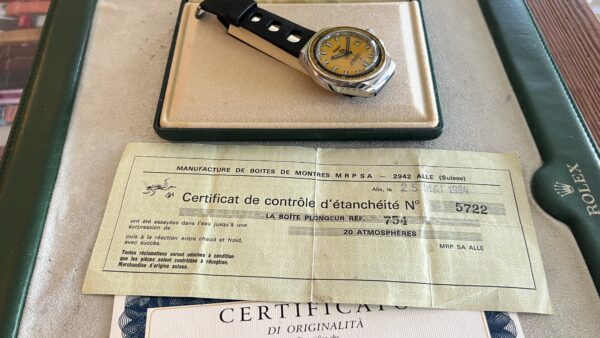 ROLEX
MANUFACTURE DE BOITES DE MONTRES MRPSA - 2942 ALLE (Suisse)
Alle, le 25 MAI 1984
Certificat de contrôle d'étanchéité N° 5722
LA BOÎTE PLONGEUR RÉF. 754
ont été essayées dans l'eau jusqu'à une
surpression de 20 ATMOSPHÈRES
puis à la réaction entre chaud et froid,
avec succès.
MRP SA ALLE
Toutes réclamations seront admises à condition
que les pièces soient contrôlées à réception.
Marchandise d'origine suisse.
CERTIFICATO
DI ORIGINALITÀ